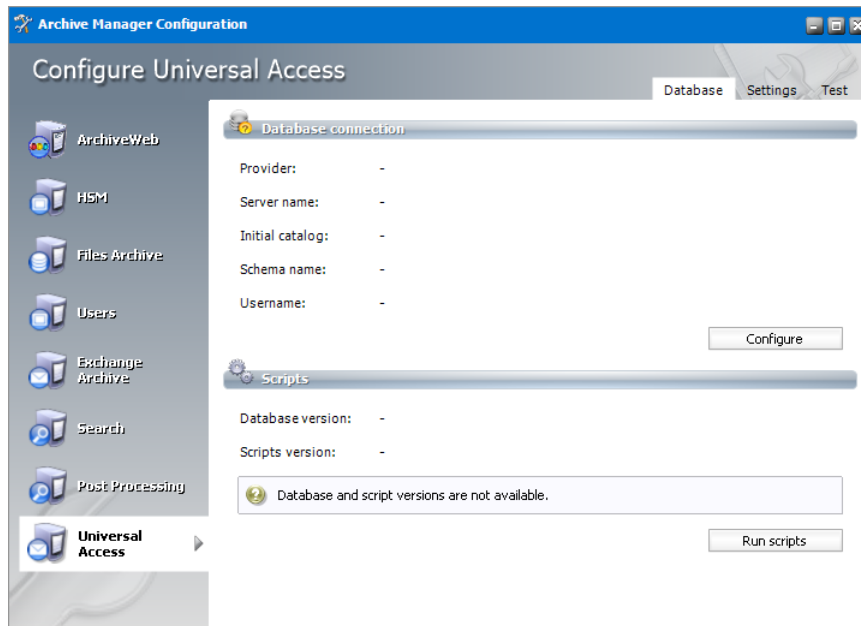 Archive Manager Configuration
Configure Universal Access
Database Settings Test
ArchiveWeb
HSM
Files Archive
Users
Exchange
Archive
Search
Post Processing
Universal
Access
Database connection
Provider: -
Server name: -
Initial catalog: -
Schema name: -
Username: -
Configure
Scripts
Database version: -
Scripts version: -
Database and script versions are not available.
Run scripts